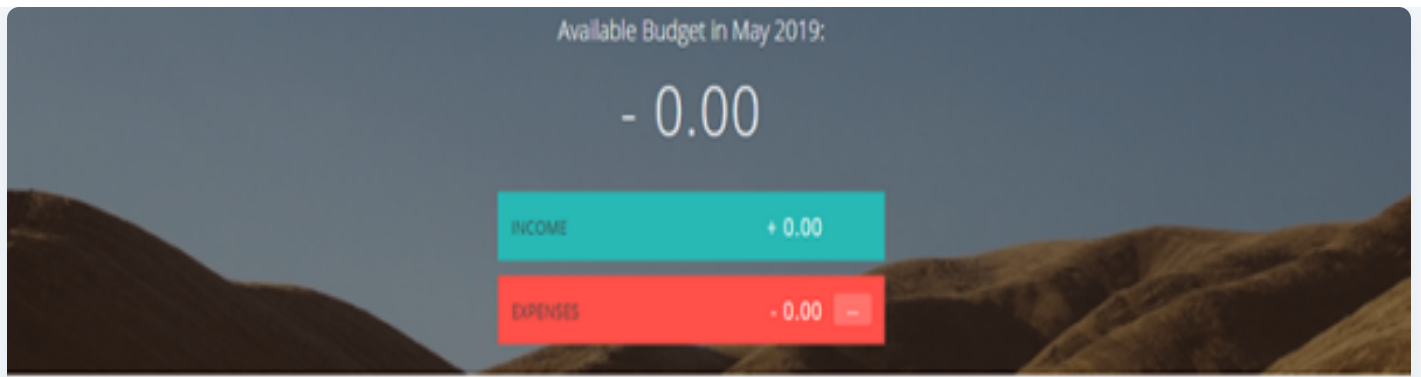 Available Budget in May 2019:
- 0.00
INCOME + 0.00
EXPENSES - 0.00 --